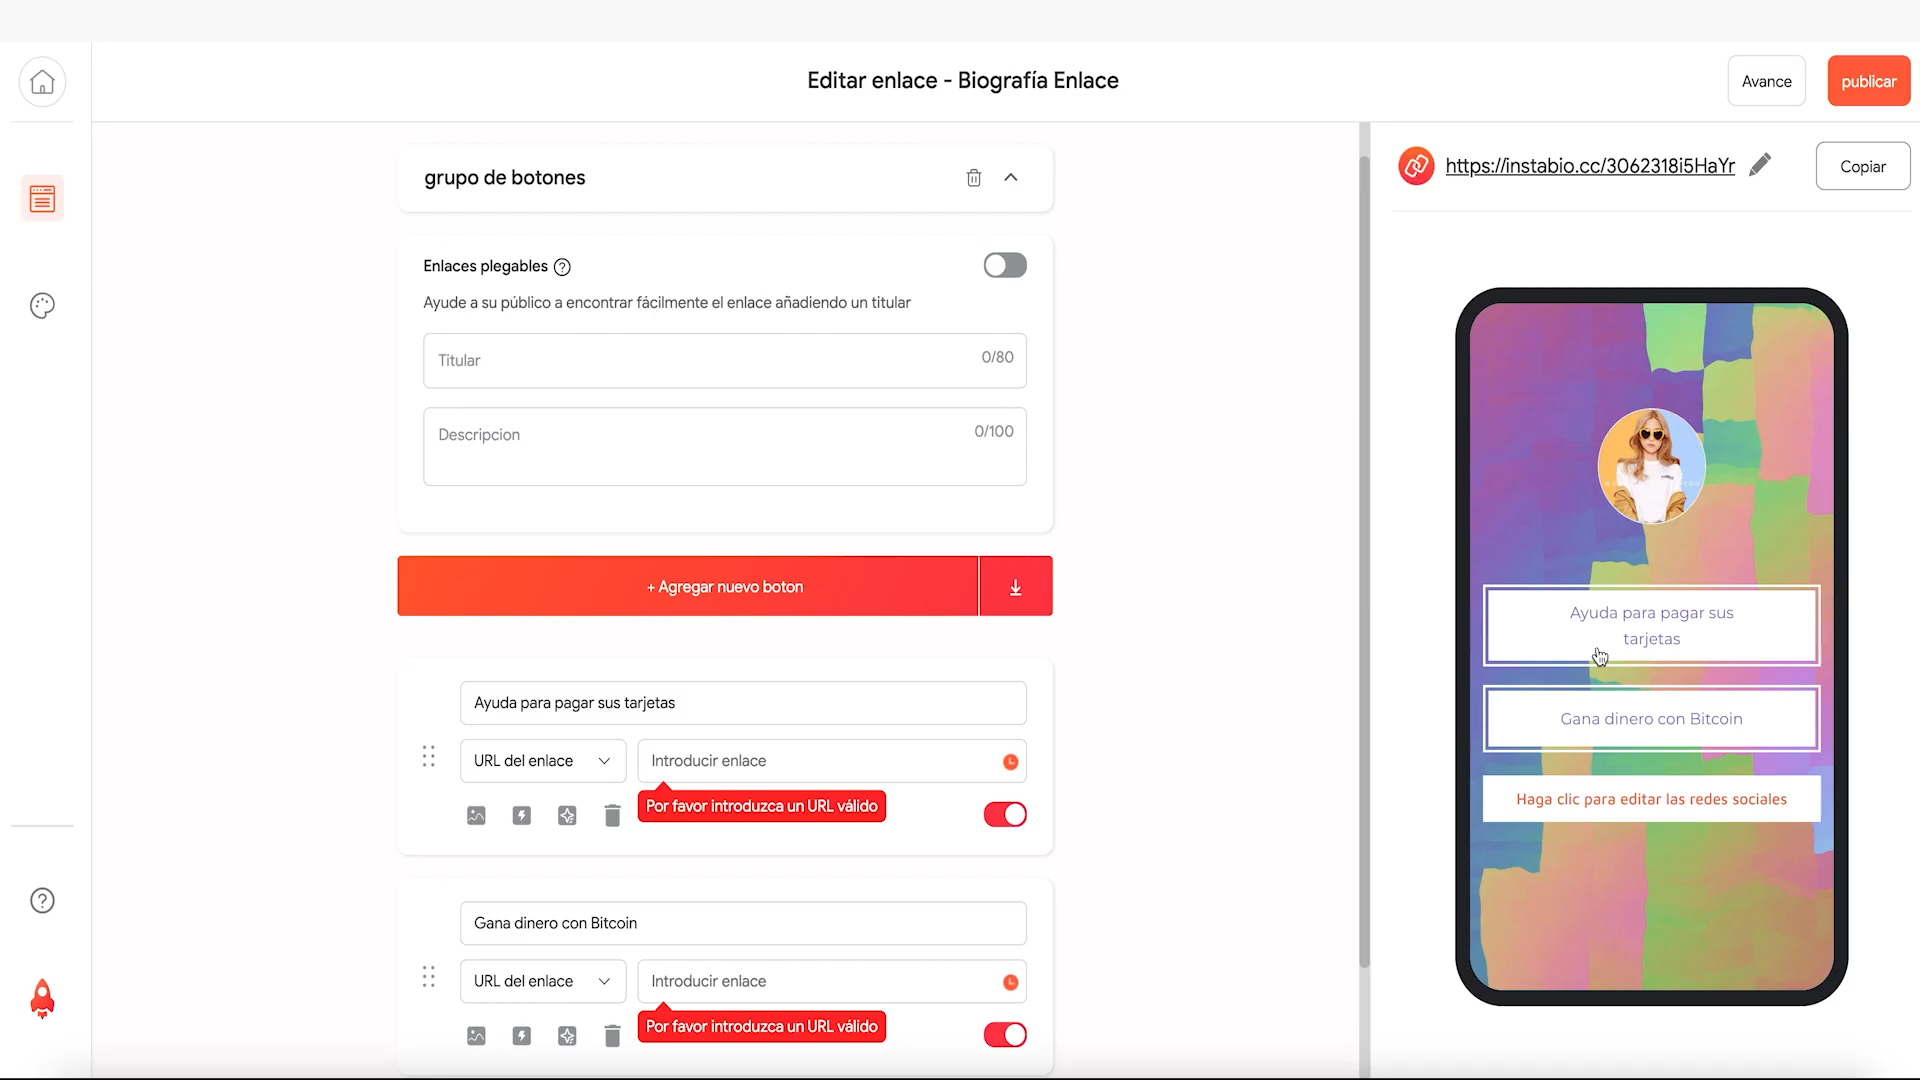 Editar enlace - Biografía Enlace
Avance
publicar
grupo de botones
https://instabio.cc/3062318i5HaYr
Copiar
Enlaces plegables
Ayude a su público a encontrar fácilmente el enlace añadiendo un titular
Titular
0/80
Descripcion
0/100
+ Agregar nuevo boton
Ayuda para pagar sus tarjetas
URL del enlace
Introducir enlace
Por favor introduzca un URL válido
Gana dinero con Bitcoin
URL del enlace
Introducir enlace
Por favor introduzca un URL válido
Ayuda para pagar sus
tarjetas
Gana dinero con Bitcoin
Haga clic para editar las redes sociales